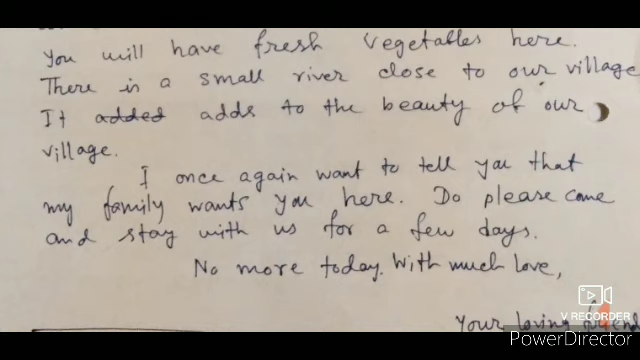 You will have fresh vegetables here.
There is a small river close to our village
It added adds to the beauty of our
village.
I once again want to tell you that
my family wants you here. Do please come
and stay with us for a few days.
No more today. With much love,
Your loving friend
V RECORDER
PowerDirector